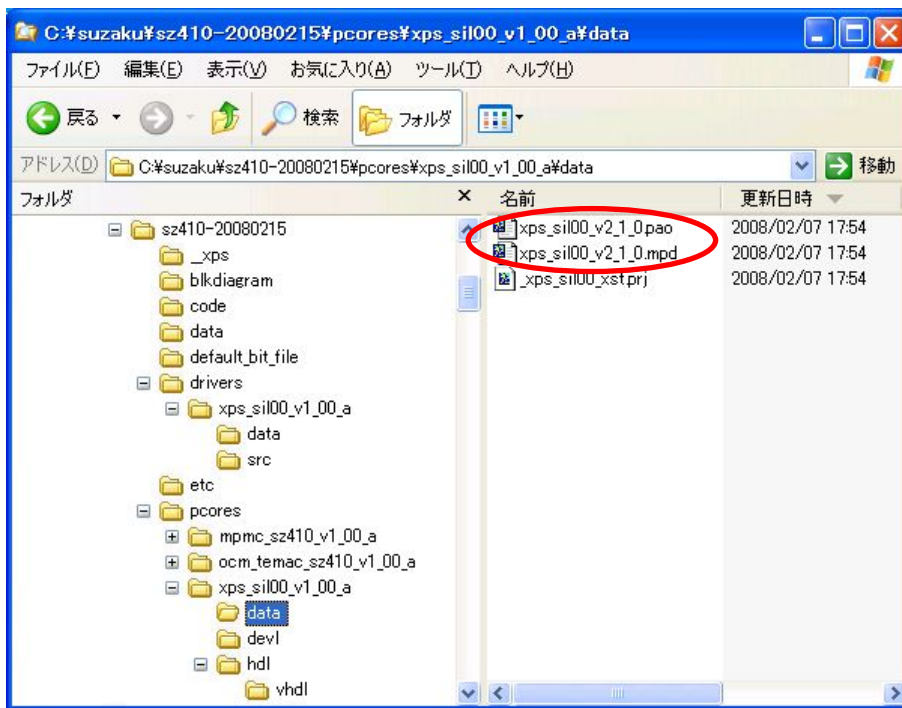 C:¥suzaku¥sz410-20080215¥pcores¥xps_sil00_v1_00_a¥data
ファイル(F) 編集(E) 表示(V) お気に入り(A) ツール(T) ヘルプ(H)
戻る 検索 フォルダ
アドレス(D) C:¥suzaku¥sz410-20080215¥pcores¥xps_sil00_v1_00_a¥data 移動
フォルダ × 名前 更新日時
sz410-20080215
_xps
blkdiagram
code
data
default_bit_file
drivers
xps_sil00_v1_00_a
data
src
etc
pcores
mpmc_sz410_v1_00_a
ocm_temac_sz410_v1_00_a
xps_sil00_v1_00_a
data
devl
hdl
vhdl
xps_sil00_v2_1_0.pao 2008/02/07 17:54
xps_sil00_v2_1_0.mpd 2008/02/07 17:54
_xps_sil00_xst.prj 2008/02/07 17:54